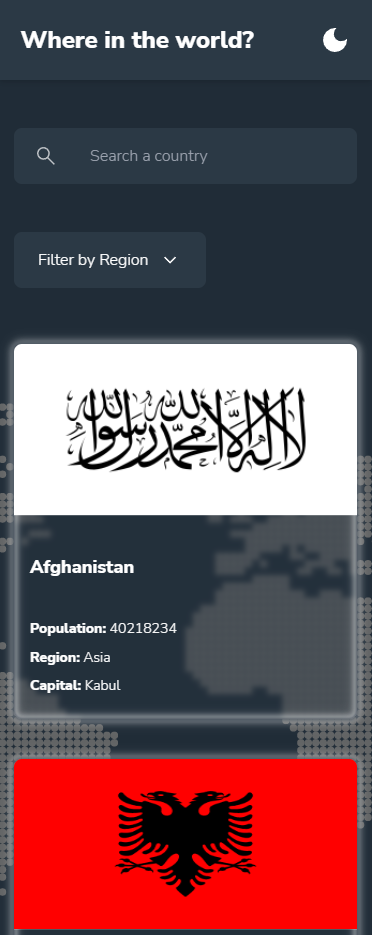 Where in the world?
Search a country
Filter by Region
لا إله إلا الله محمد رسول الله
Afghanistan
Population: 40218234
Region: Asia
Capital: Kabul